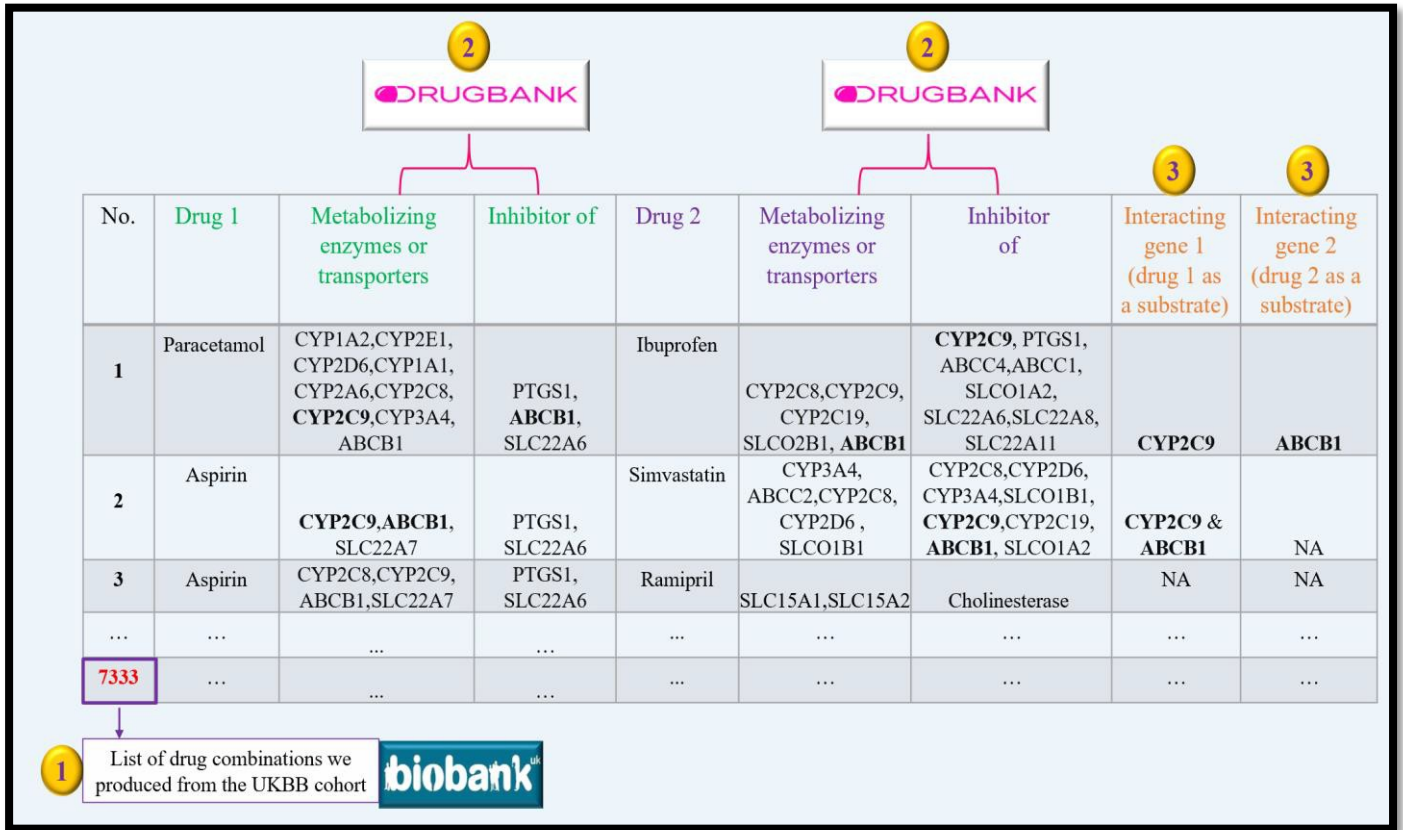 2
2
DRUGBANK
DRUGBANK
3
3
No.
Drug 1
Metabolizing
enzymes or
transporters
Inhibitor of
Drug 2
Metabolizing
enzymes or
transporters
Inhibitor
of
Interacting
gene 1
(drug 1 as
a substrate)
Interacting
gene 2
(drug 2 as a
substrate)
1
Paracetamol
CYP1A2,CYP2E1,
CYP2D6,CYP1A1,
CYP2A6,CYP2C8,
CYP2C9,CYP3A4,
ABCB1
PTGS1,
ABCB1,
SLC22A6
Ibuprofen
CYP2C8,CYP2C9,
CYP2C19,
SLCO2B1, ABCB1
CYP2C9, PTGS1,
ABCC4,ABCC1,
SLCO1A2,
SLC22A6,SLC22A8,
SLC22A11
CYP2C9
ABCB1
2
Aspirin
CYP2C9,ABCB1,
SLC22A7
PTGS1,
SLC22A6
Simvastatin
CYP3A4,
ABCC2,CYP2C8,
CYP2D6 ,
SLCO1B1
CYP2C8,CYP2D6,
CYP3A4,SLCO1B1,
CYP2C9,CYP2C19,
ABCB1, SLCO1A2
CYP2C9 &
ABCB1
NA
3
Aspirin
CYP2C8,CYP2C9,
ABCB1,SLC22A7
PTGS1,
SLC22A6
Ramipril
SLC15A1,SLC15A2
Cholinesterase
NA
NA
…
…
...
…
...
…
…
…
…
7333
…
...
…
...
…
…
…
…
1
List of drug combinations we
produced from the UKBB cohort
biobank uk